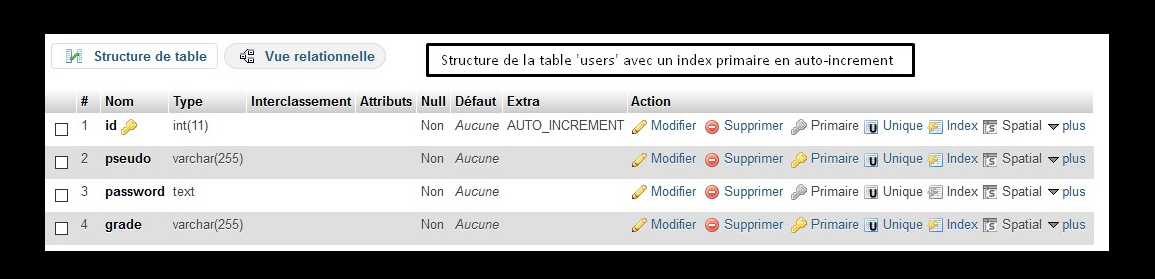 Structure de table Vue relationnelle Structure de la table 'users' avec un index primaire en auto-increment
# Nom Type Interclassement Attributs Null Défaut Extra Action
1 id int(11) Non Aucune AUTO_INCREMENT Modifier Supprimer Primaire Unique Index Spatial plus
2 pseudo varchar(255) Non Aucune Modifier Supprimer Primaire Unique Index Spatial plus
3 password text Non Aucune Modifier Supprimer Primaire Unique Index Spatial plus
4 grade varchar(255) Non Aucune Modifier Supprimer Primaire Unique Index Spatial plus